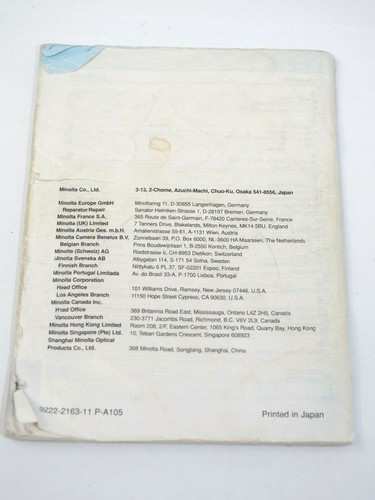 Minolta Co., Ltd. 3-13, 2-Chome, Azuchi-Machi, Chuo-Ku, Osaka 541-8556, Japan
Minolta Europe GmbH Minoltaring 11, D-30855 Langenhagen, Germany
Reparatur/Repair Senator-Helmken-Strasse 1, D-28197 Bremen, Germany
Minolta France S.A. 365 Route de Saint-Germain, F-78420 Carrieres-Sur-Seine, France
Minolta (UK) Limited 7 Tanners Drive, Blakelands, Milton Keynes, MK14 5BU, England
Minolta Austria Ges. m.b.H. Amalienstrasse 59-61, A-1131 Wien, Austria
Minolta Camera Benelux B.V. Zonnebaan 39, P.O. Box 6000, NL-3600 HA Maarssen, The Netherlands
Belgian Branch Prins Boudewijnlaan 1, B-2550 Kontich, Belgium
Minolta (Schweiz) AG Riedstrasse 6, CH-8953 Dietikon, Switzerland
Minolta Svenska AB Albygatan 114, S-171 54 Solna, Sweden
Finnish Branch Niittykatu 6 PL 37, SF-02201 Espoo, Finland
Minolta Portugal Limitada Av. do Brasil 33-A, P-1700 Lisboa, Portugal
Minolta Corporation
Head Office 101 Williams Drive, Ramsey, New Jersey 07446, U.S.A.
Los Angeles Branch 11150 Hope Street Cypress, CA 90630, U.S.A.
Minolta Canada Inc.
Head Office 369 Britannia Road East, Mississauga, Ontario L4Z 2H5, Canada
Vancouver Branch 230-3771 Jacombs Road, Richmond, B.C. V6V 2L9, Canada
Minolta Hong Kong Limited Room 208, 2/F, Eastern Center, 1065 King's Road, Quarry Bay, Hong Kong
Minolta Singapore (Pte) Ltd. 10, Teban Gardens Crescent, Singapore 608923
Shanghai Minolta Optical
Products Co., Ltd. 368 Minolta Road, Songjiang, Shanghai, China
9222-2163-11 P-A105 Printed in Japan